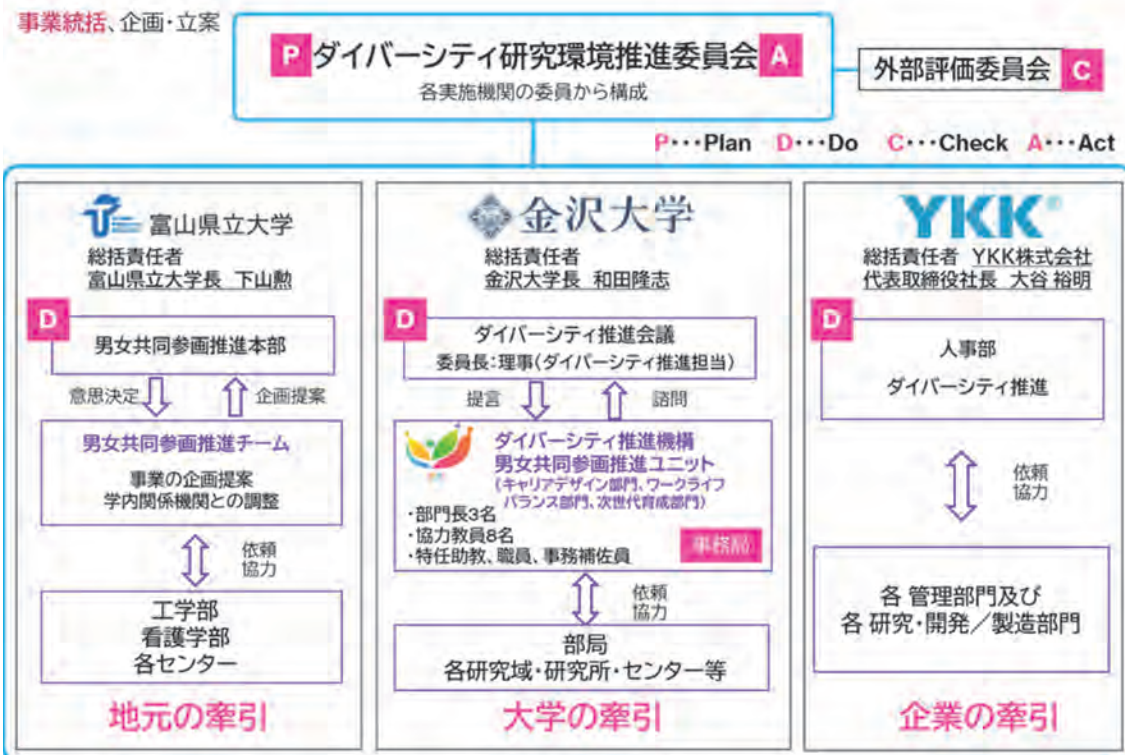 事業統括、企画・立案
P ダイバーシティ研究環境推進委員会 A
各実施機関の委員から構成
外部評価委員会 C
P・・・Plan D・・・Do C・・・Check A・・・Act
富山県立大学
総括責任者
富山県立大学長 下山勲
D
男女共同参画推進本部
意思決定 企画提案
男女共同参画推進チーム
事業の企画提案
学内関係機関との調整
依頼
協力
工学部
看護学部
各センター
地元の牽引
金沢大学
総括責任者
金沢大学長 和田隆志
D
ダイバーシティ推進会議
委員長:理事(ダイバーシティ推進担当)
提言 諮問
ダイバーシティ推進機構
男女共同参画推進ユニット
(キャリアデザイン部門、ワークライフ
バランス部門、次世代育成部門)
・部門長3名
・協力教員8名
・特任助教、職員、事務補佐員
事務局
依頼
協力
部局
各研究域・研究所・センター等
大学の牽引
YKK®
総括責任者 YKK株式会社
代表取締役社長 大谷 裕明
D
人事部
ダイバーシティ推進
依頼
協力
各 管理部門及び
各 研究・開発/製造部門
企業の牽引